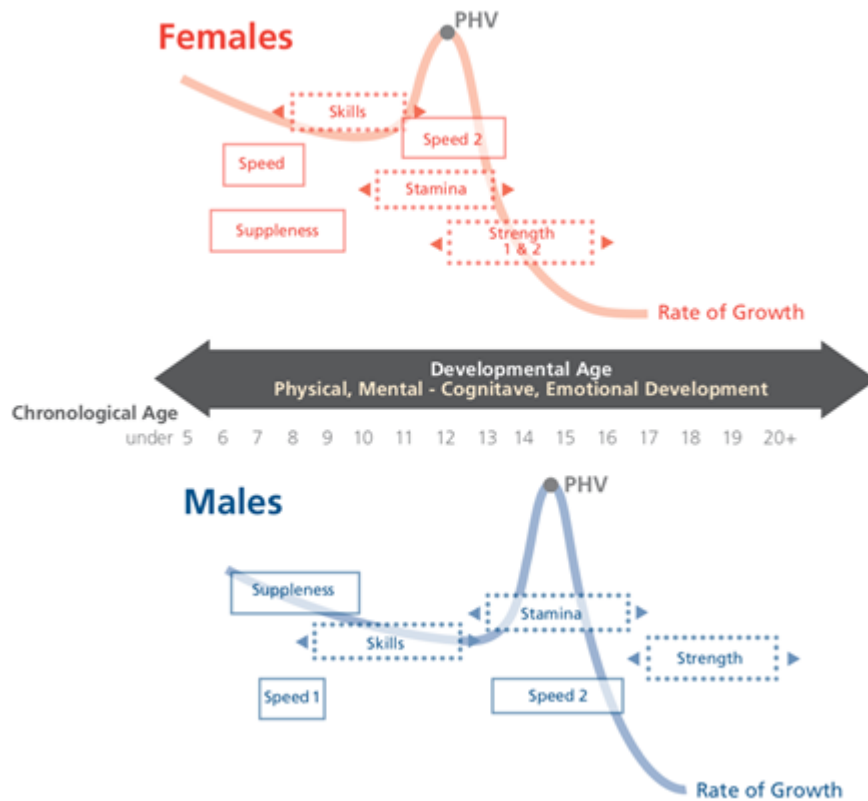 PHV
Females
Skills
Speed 2
Speed
Stamina
Suppleness
Strength
1 & 2
Rate of Growth
Developmental Age
Physical, Mental - Cognitave, Emotional Development
Chronological Age
under 5 6 7 8 9 10 11 12 13 14 15 16 17 18 19 20+
PHV
Males
Suppleness
Stamina
Skills
Strength
Speed 1
Speed 2
Rate of Growth